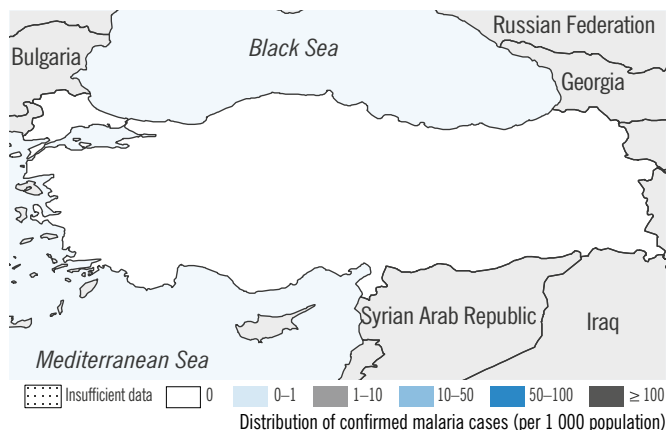 Russian Federation
Black Sea
Bulgaria
Georgia
Syrian Arab Republic
Iraq
Mediterranean Sea
Insufficient data 0 0–1 1–10 10–50 50–100 ≥ 100
Distribution of confirmed malaria cases (per 1 000 population)